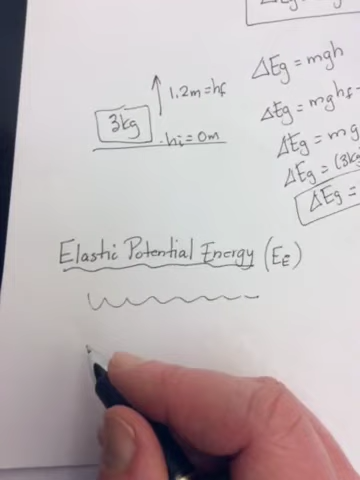 1.2m=hf
3kg
hi=0m
ΔEg=mgh
ΔEg=mghf-
ΔEg=mg
ΔEg=(3kg
ΔEg=
Elastic Potential Energy (EE)